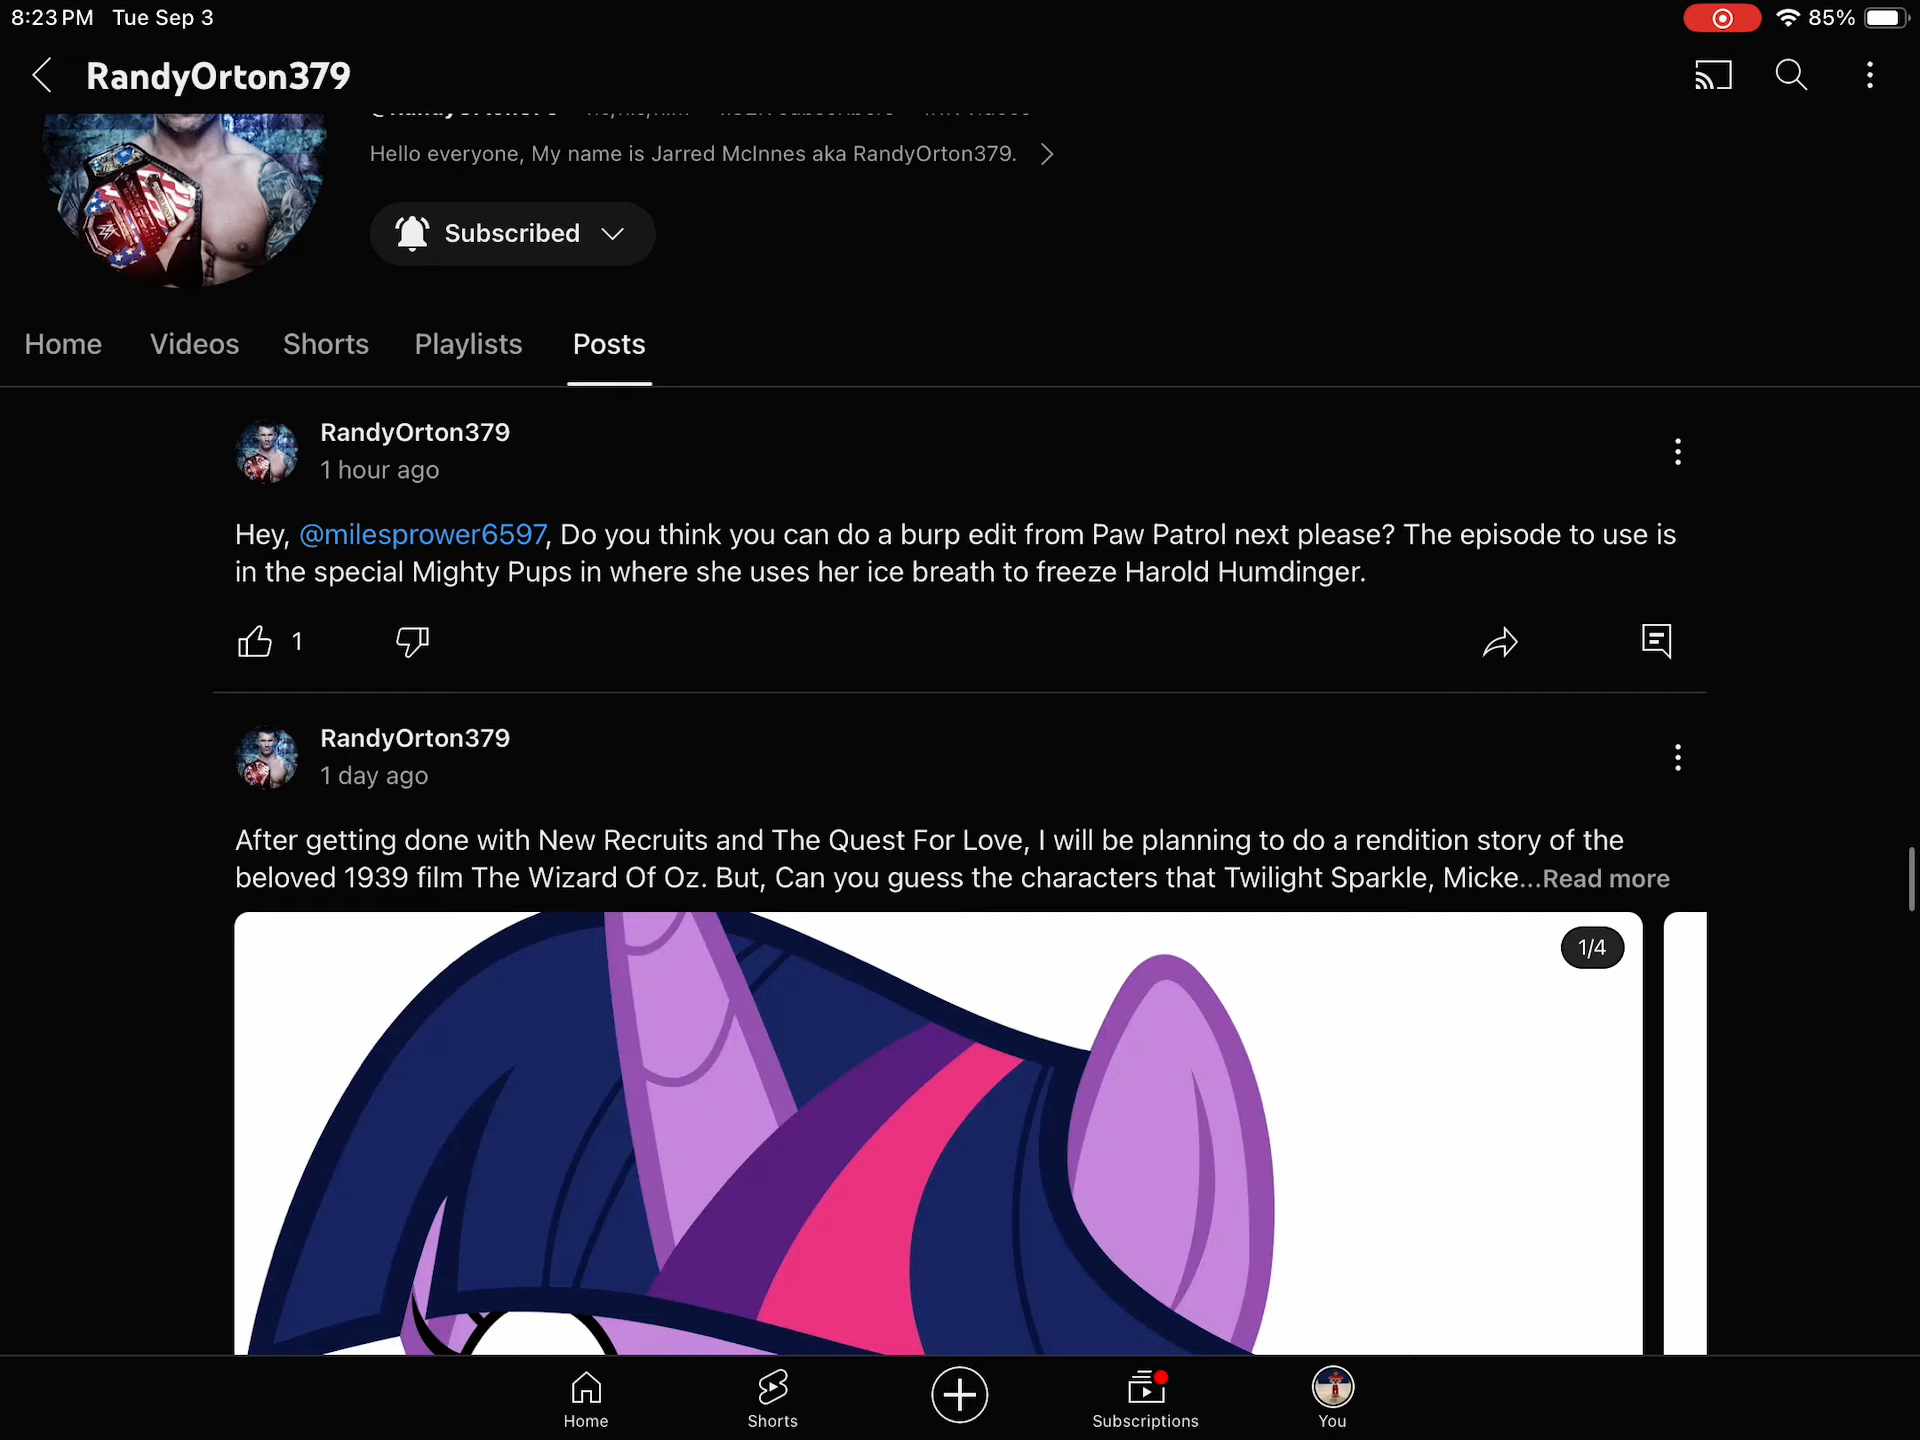 8:23 PM Tue Sep 3
85%
RandyOrton379
Hello everyone, My name is Jarred McInnes aka RandyOrton379.
Subscribed
Home Videos Shorts Playlists Posts
RandyOrton379
1 hour ago
Hey, @milesprower6597, Do you think you can do a burp edit from Paw Patrol next please? The episode to use is
in the special Mighty Pups in where she uses her ice breath to freeze Harold Humdinger.
1
RandyOrton379
1 day ago
After getting done with New Recruits and The Quest For Love, I will be planning to do a rendition story of the
beloved 1939 film The Wizard Of Oz. But, Can you guess the characters that Twilight Sparkle, Micke...Read more
1/4
Home Shorts Subscriptions You